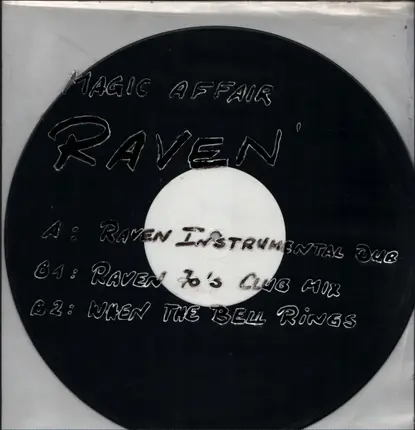 MAGIC AFFAIR
RAVEN'
A: RAVEN INSTRUMENTAL DUB
B1: RAVEN 70's CLUB MIX
B2: WHEN THE BELL RINGS